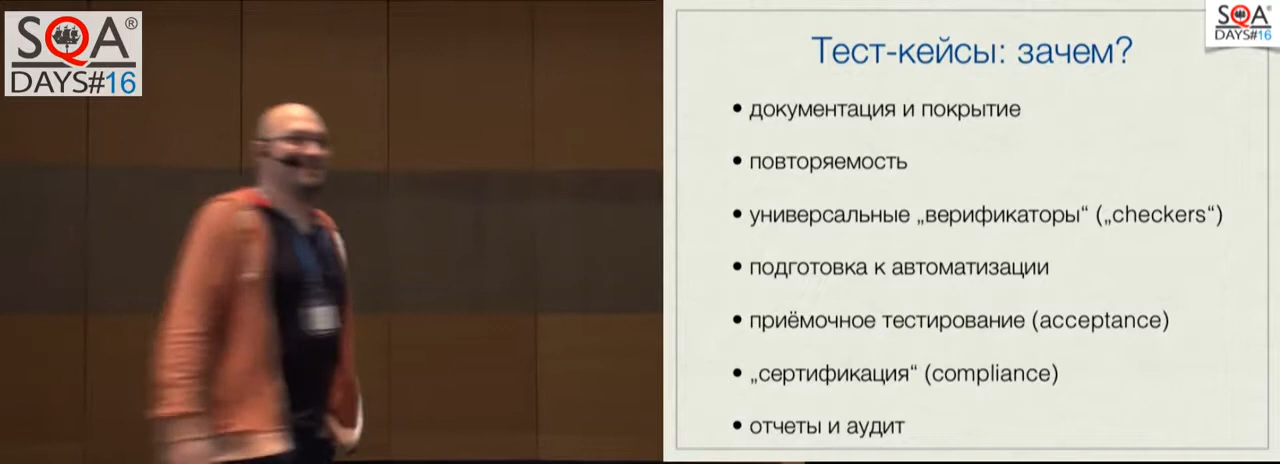 SQA®
DAYS#16
Тест-кейсы: зачем?
SQA®
DAYS#16
• документация и покрытие
• повторяемость
• универсальные „верификаторы“ („checkers“)
• подготовка к автоматизации
• приёмочное тестирование (acceptance)
• „сертификация“ (compliance)
• отчеты и аудит